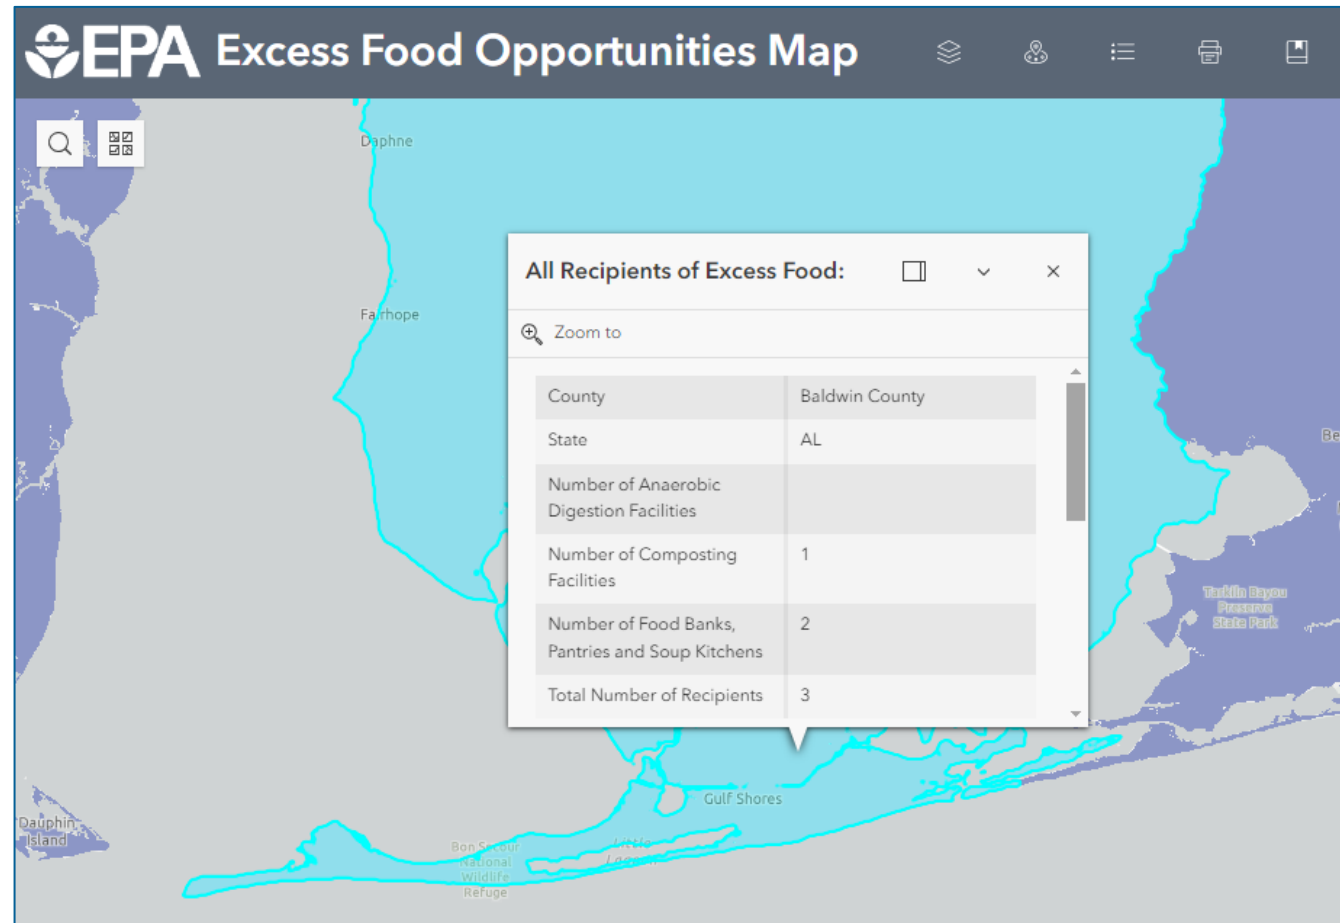 EPA Excess Food Opportunities Map
Daphne
Fairhope
All Recipients of Excess Food:
Zoom to
County Baldwin County
State AL
Number of Anaerobic
Digestion Facilities
Number of Composting 1
Facilities
Number of Food Banks, 2
Pantries and Soup Kitchens
Total Number of Recipients 3
Be
Tarkiln Bayou
Preserve
State Park
Gulf Shores
Dauphin
Island
Bon Secour
National
Wildlife
Refuge
Little
Lagoon